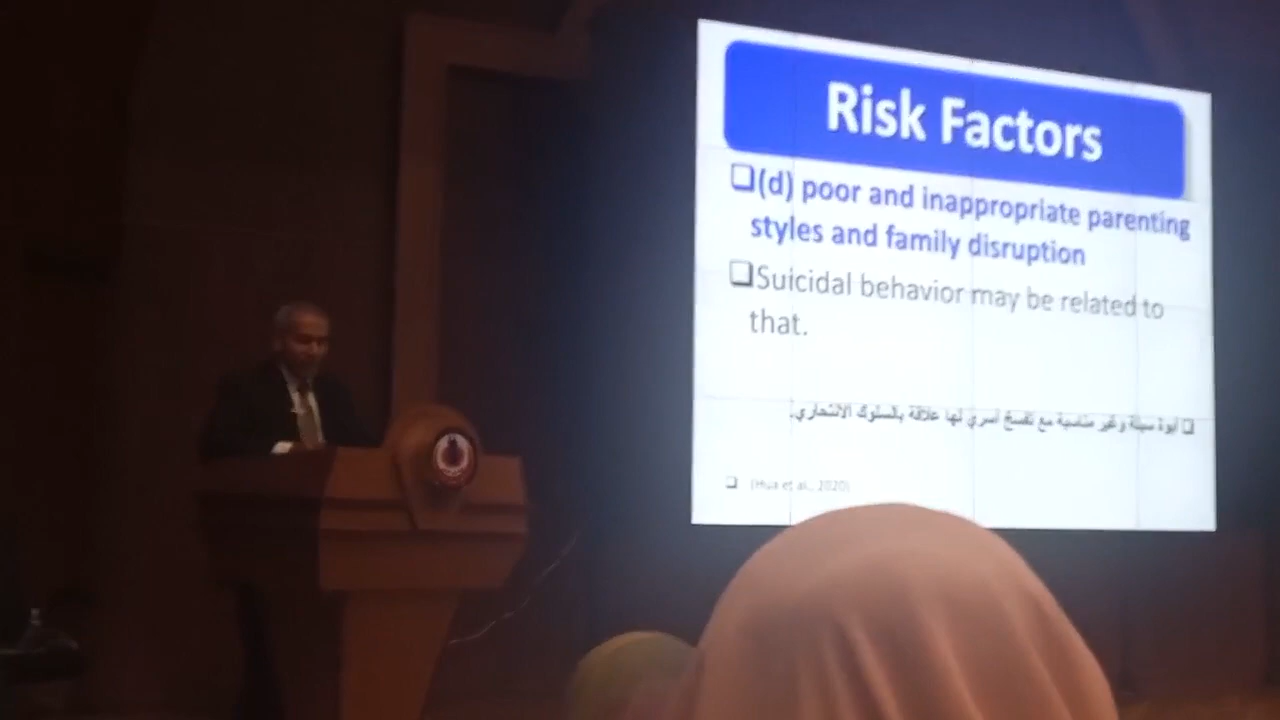 Risk Factors
❑(d) poor and inappropriate parenting
styles and family disruption
❑Suicidal behavior may be related to
that.
❑ أبوة سيئة وغير مناسبة مع تفسخ أسري لها علاقة بالسلوك الانتحاري.
❑ (Hua et al., 2020)